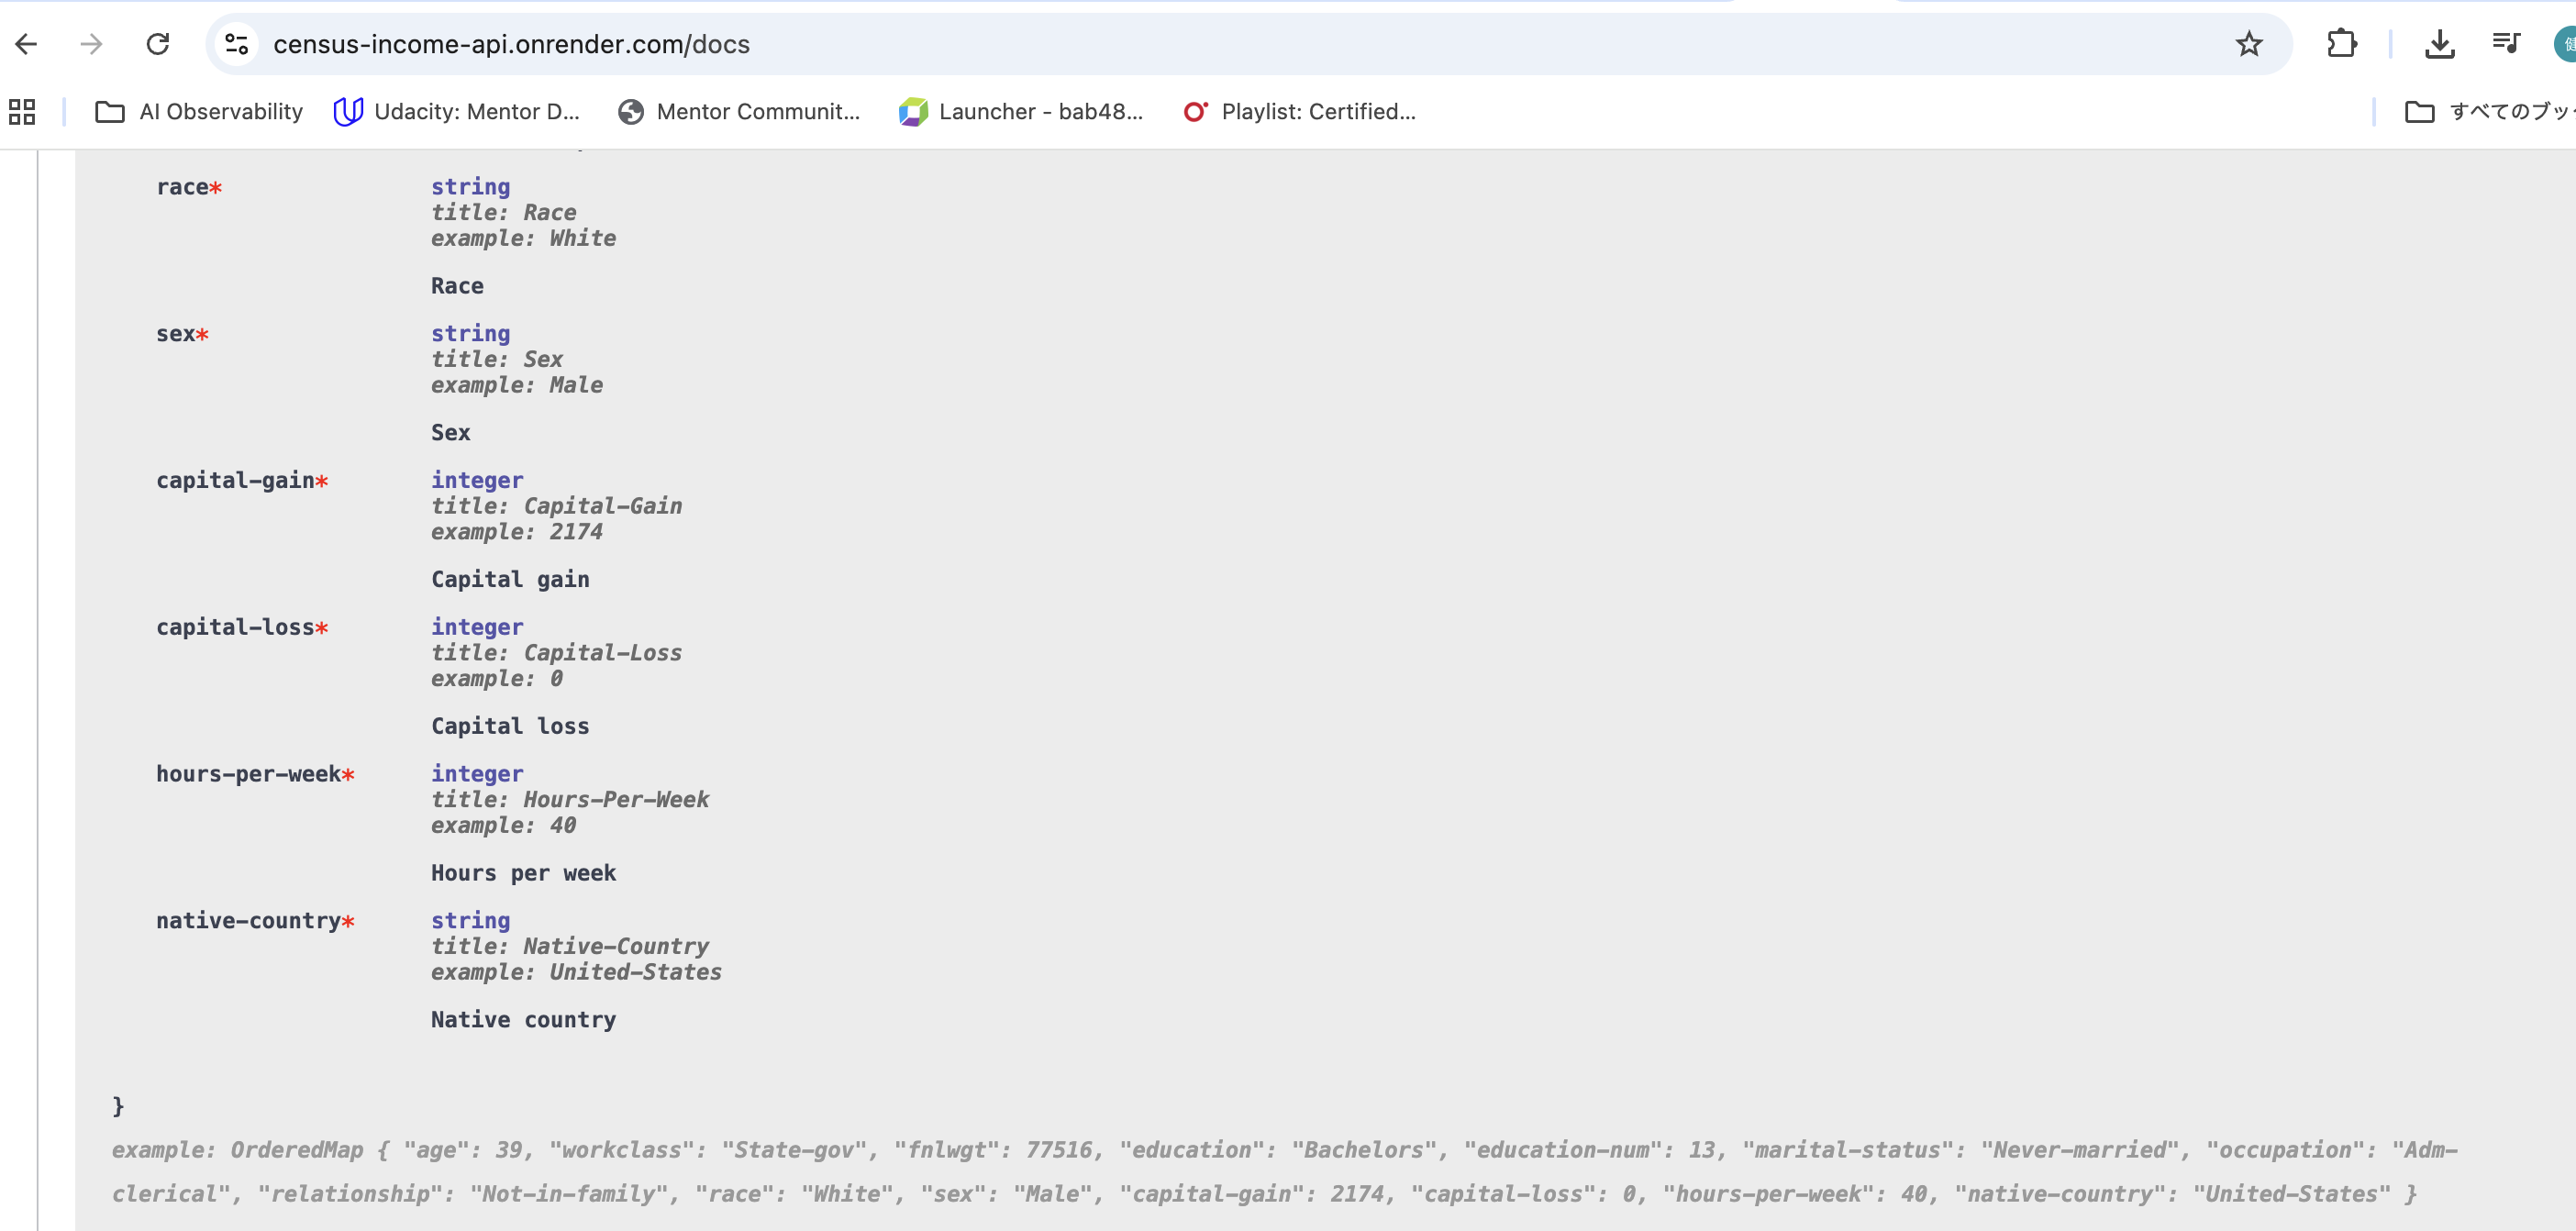 census-income-api.onrender.com/docs
AI Observability
Udacity: Mentor D...
Mentor Communit...
Launcher - bab48...
Playlist: Certified...
race* string
title: Race
example: White
Race
sex* string
title: Sex
example: Male
Sex
capital-gain* integer
title: Capital-Gain
example: 2174
Capital gain
capital-loss* integer
title: Capital-Loss
example: 0
Capital loss
hours-per-week* integer
title: Hours-Per-Week
example: 40
Hours per week
native-country* string
title: Native-Country
example: United-States
Native country
}
example: OrderedMap { "age": 39, "workclass": "State-gov", "fnlwgt": 77516, "education": "Bachelors", "education-num": 13, "marital-status": "Never-married", "occupation": "Adm-
clerical", "relationship": "Not-in-family", "race": "White", "sex": "Male", "capital-gain": 2174, "capital-loss": 0, "hours-per-week": 40, "native-country": "United-States" }